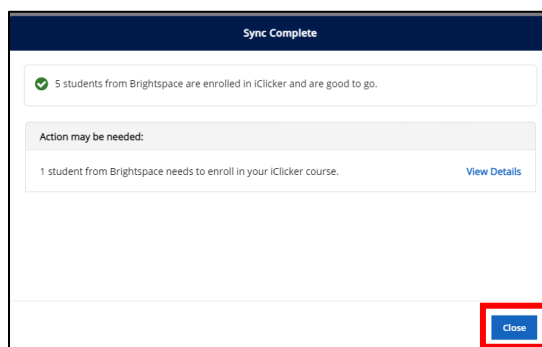 Sync Complete
5 students from Brightspace are enrolled in iClicker and are good to go.
Action may be needed:
1 student from Brightspace needs to enroll in your iClicker course. View Details
Close